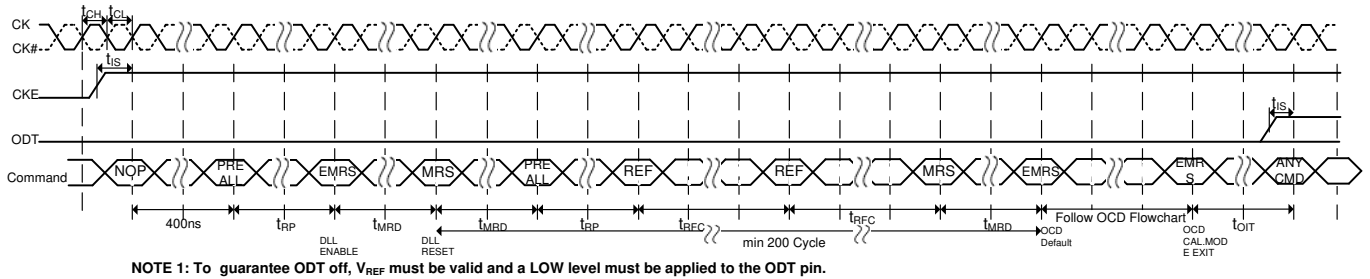 tCH tCL
CK
CK#
tIS
CKE
tIS
ODT
Command NOP PRE ALL EMRS MRS PRE ALL REF REF MRS EMRS EMR S ANY CMD
400ns tRP tMRD tMRD tRP tRFC tRFC tMRD Follow OCD Flowchart tOIT
min 200 Cycle
DLL ENABLE
DLL RESET
OCD Default
OCD CAL.MOD E EXIT
NOTE 1: To guarantee ODT off, VREF must be valid and a LOW level must be applied to the ODT pin.